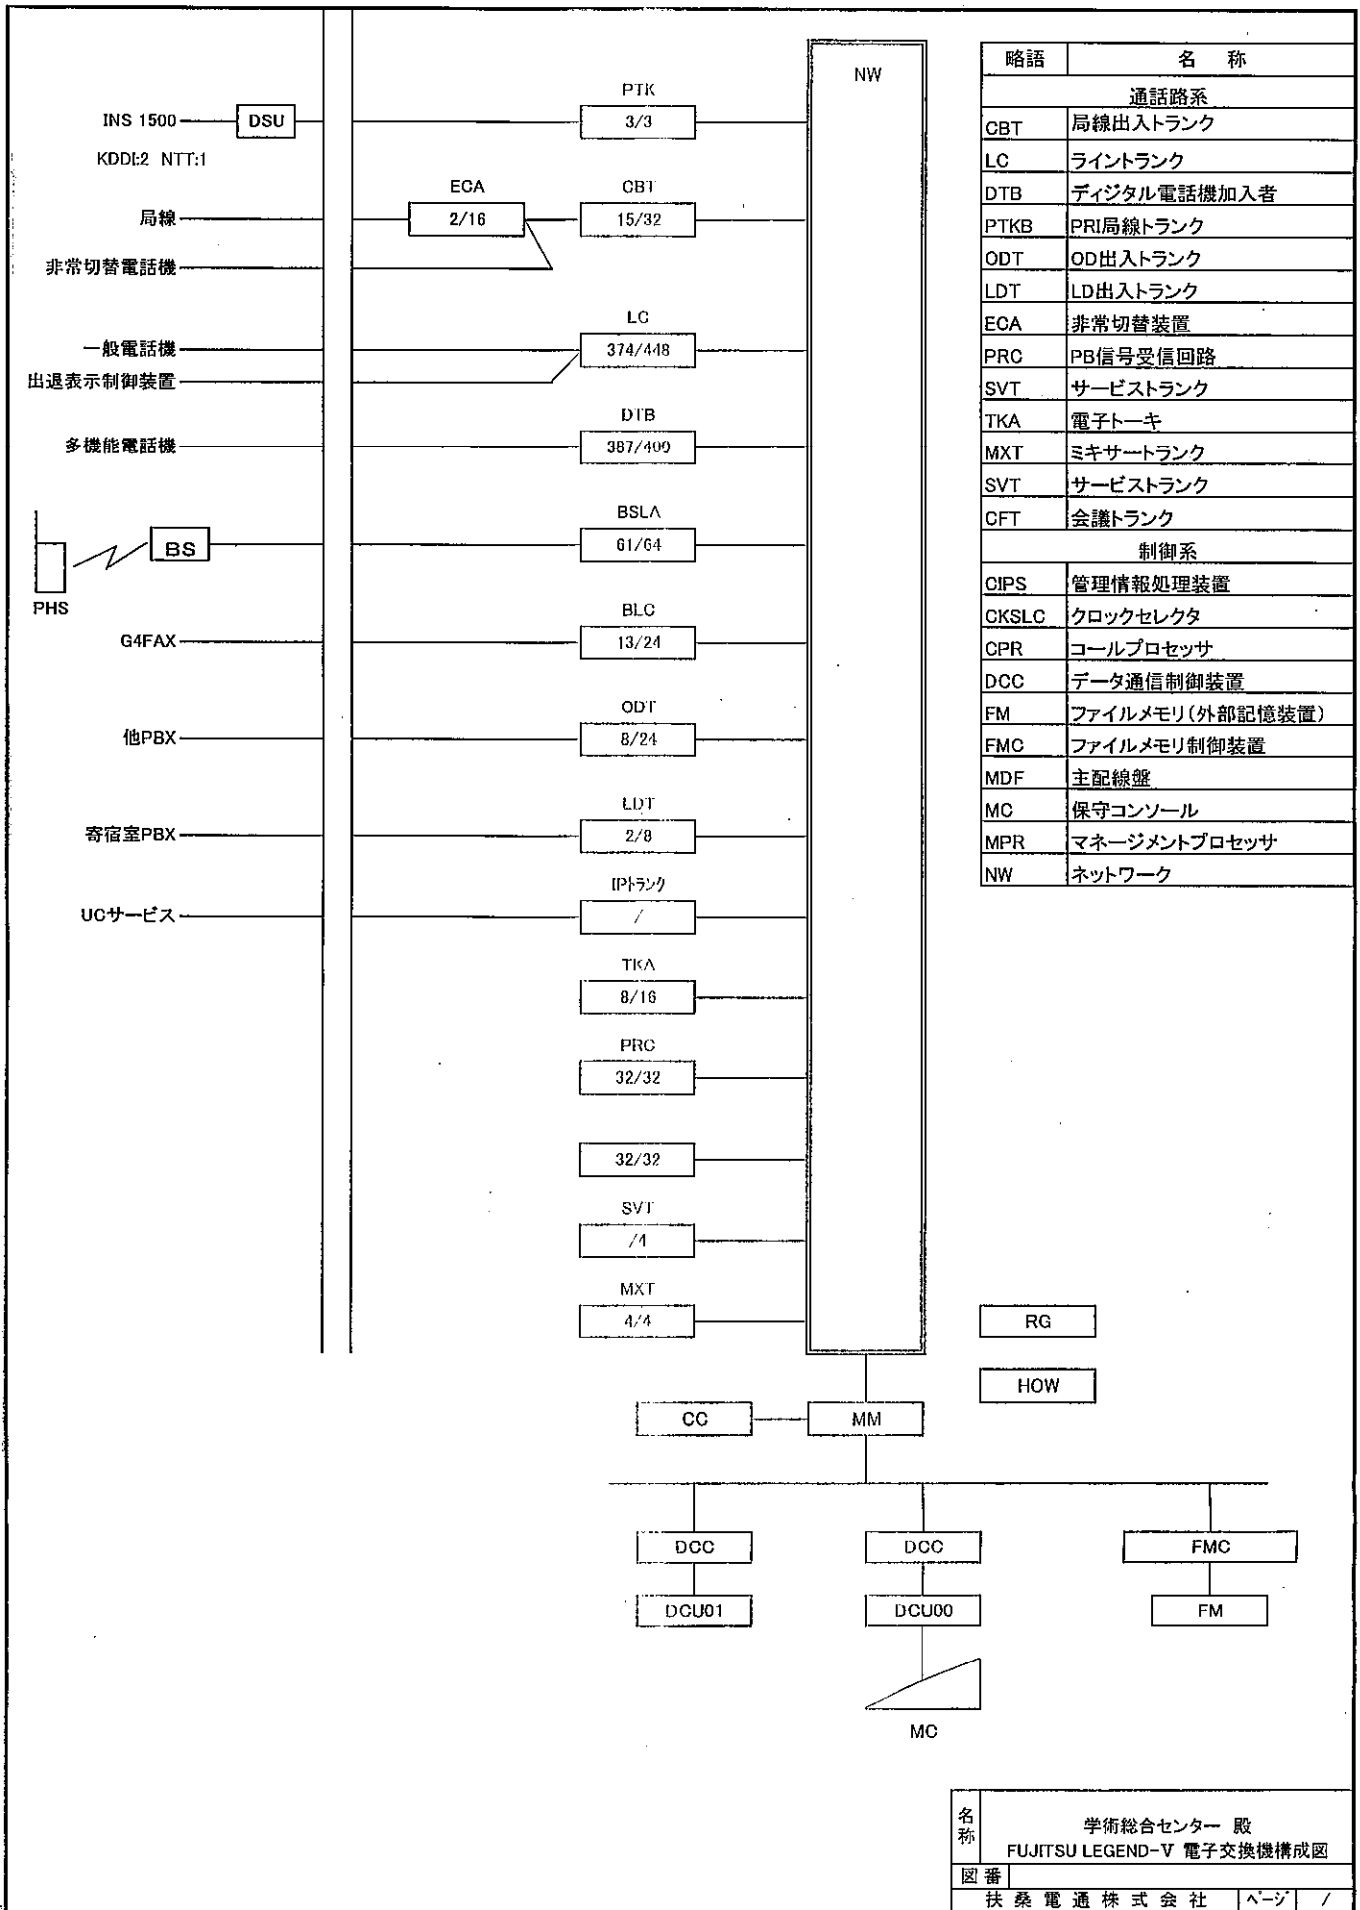 NW
PTK
INS 1500
DSU
3/3
KDDI:2 NTT:1
ECA
CBT
局線
2/16
15/32
非常切替電話機
LC
一般電話機
374/448
出退表示制御装置
DTB
多機能電話機
387/400
BSLA
BS
61/64
PHS
BLC
G4FAX
13/24
ODT
他PBX
8/24
LDT
寄宿室PBX
2/8
IPトランク
UCサービス
/
TKA
8/16
PRC
32/32
32/32
SVT
/4
MXT
4/4
RG
HOW
CC
MM
DCC
DCC
FMC
DCU01
DCU00
FM
MC
略語 名 称
通話路系
CBT 局線出入トランク
LC ライントランク
DTB ディジタル電話機加入者
PTKB PRI局線トランク
ODT OD出入トランク
LDT LD出入トランク
ECA 非常切替装置
PRC PB信号受信回路
SVT サービストランク
TKA 電子トーキ
MXT ミキサートランク
SVT サービストランク
CFT 会議トランク
制御系
CIPS 管理情報処理装置
CKSLC クロックセレクタ
CPR コールプロセッサ
DCC データ通信制御装置
FM ファイルメモリ(外部記憶装置)
FMC ファイルメモリ制御装置
MDF 主配線盤
MC 保守コンソール
MPR マネージメントプロセッサ
NW ネットワーク
名称
学術総合センター 殿
FUJITSU LEGEND-V 電子交換機構成図
図番
扶桑電通株式会社 ページ /